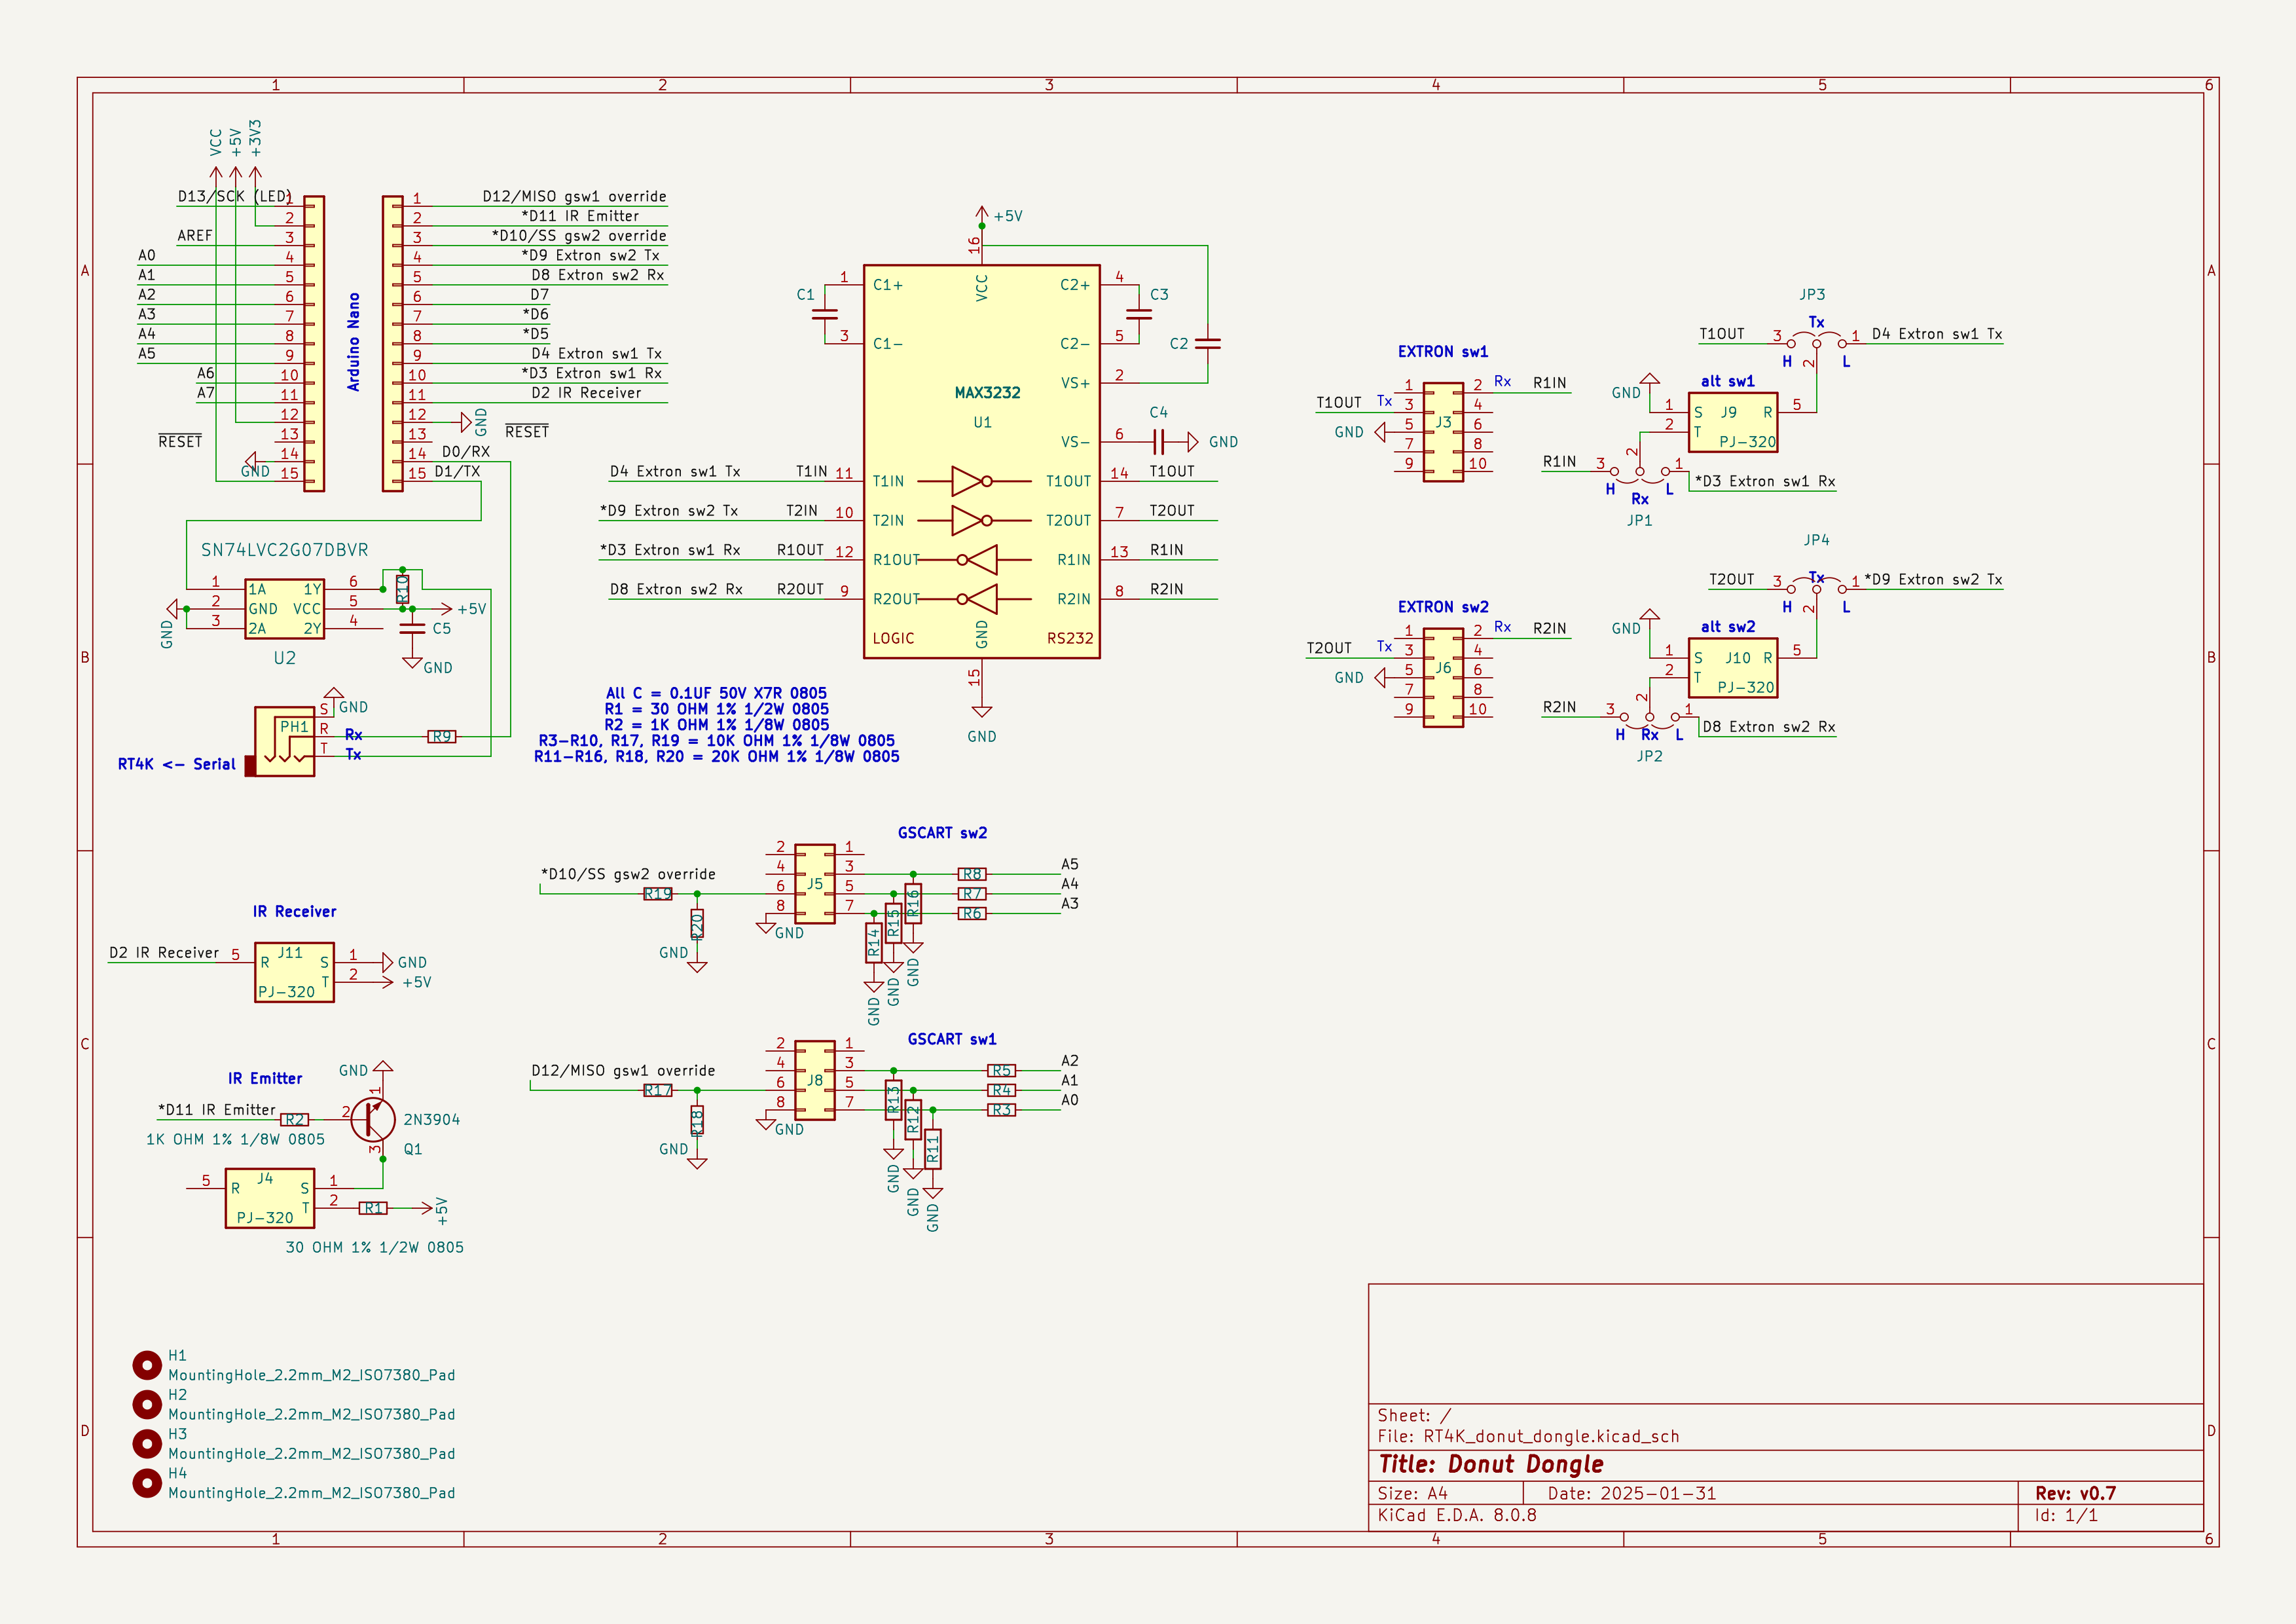 1 2 3 4 5 6
A
B
C
D
VCC
+5V
+3V3
D13/SCK (LED)
AREF
A0
A1
A2
A3
A4
A5
A6
A7
RESET
GND
1
2
3
4
5
6
7
8
9
10
11
12
13
14
15
Arduino Nano
1
2
3
4
5
6
7
8
9
10
11
12
13
14
15
D12/MISO gsw1 override
*D11 IR Emitter
*D10/SS gsw2 override
*D9 Extron sw2 Tx
D8 Extron sw2 Rx
D7
*D6
*D5
D4 Extron sw1 Tx
*D3 Extron sw1 Rx
D2 IR Receiver
GND
RESET
D0/RX
D1/TX
SN74LVC2G07DBVR
1 1A 1Y 6
2 GND VCC 5
3 2A 2Y 4
GND
U2
R10
+5V
C5
GND
PH1
S GND
R Rx
T Tx
R9
RT4K <- Serial
+5V
16
VCC
C1
1 C1+ C2+ 4
C3
3 C1- C2- 5
C2
VS+ 2
MAX3232
U1
C4
VS- 6 GND
D4 Extron sw1 Tx T1IN 11 T1IN T1OUT 14 T1OUT
*D9 Extron sw2 Tx T2IN 10 T2IN T2OUT 7 T2OUT
*D3 Extron sw1 Rx R1OUT 12 R1OUT R1IN 13 R1IN
D8 Extron sw2 Rx R2OUT 9 R2OUT R2IN 8 R2IN
LOGIC GND RS232
15
GND
All C = 0.1UF 50V X7R 0805
R1 = 30 OHM 1% 1/2W 0805
R2 = 1K OHM 1% 1/8W 0805
R3-R10, R17, R19 = 10K OHM 1% 1/8W 0805
R11-R16, R18, R20 = 20K OHM 1% 1/8W 0805
EXTRON sw1
T1OUT Tx
GND
1 2
3 4
5 6
7 8
9 10
J3
Rx R1IN
JP3
Tx
T1OUT 3 2 1 D4 Extron sw1 Tx
H L
alt sw1
GND
1 S J9 R 5
2 T PJ-320
R1IN 3 2 1
*D3 Extron sw1 Rx
H Rx L
JP1
EXTRON sw2
T2OUT Tx
GND
1 2
3 4
5 6
7 8
9 10
J6
Rx R2IN
JP4
Tx
T2OUT 3 2 1 *D9 Extron sw2 Tx
H L
alt sw2
GND
1 S J10 R 5
2 T PJ-320
R2IN 3 2 1
D8 Extron sw2 Rx
H Rx L
JP2
GSCART sw2
*D10/SS gsw2 override
R19
R20
GND
2 1
4 3
6 5
8 7
J5
GND
R8 A5
R7 A4
R6 A3
R16
R15
R14
GND
GND
GND
IR Receiver
D2 IR Receiver 5 R J11 S 1 GND
T 2 +5V
PJ-320
GSCART sw1
D12/MISO gsw1 override
R17
R18
GND
2 1
4 3
6 5
8 7
J8
GND
R5 A2
R4 A1
R3 A0
R13
R12
R11
GND
GND
GND
IR Emitter
GND
1
*D11 IR Emitter R2 2
2N3904
1K OHM 1% 1/8W 0805
3 Q1
5 R J4 S 1
T 2 R1 +5V
PJ-320
30 OHM 1% 1/2W 0805
H1
MountingHole_2.2mm_M2_ISO7380_Pad
H2
MountingHole_2.2mm_M2_ISO7380_Pad
H3
MountingHole_2.2mm_M2_ISO7380_Pad
H4
MountingHole_2.2mm_M2_ISO7380_Pad
Sheet: /
File: RT4K_donut_dongle.kicad_sch
Title: Donut Dongle
Size: A4 Date: 2025-01-31 Rev: v0.7
KiCad E.D.A. 8.0.8 Id: 1/1
A
B
C
D
1 2 3 4 5 6